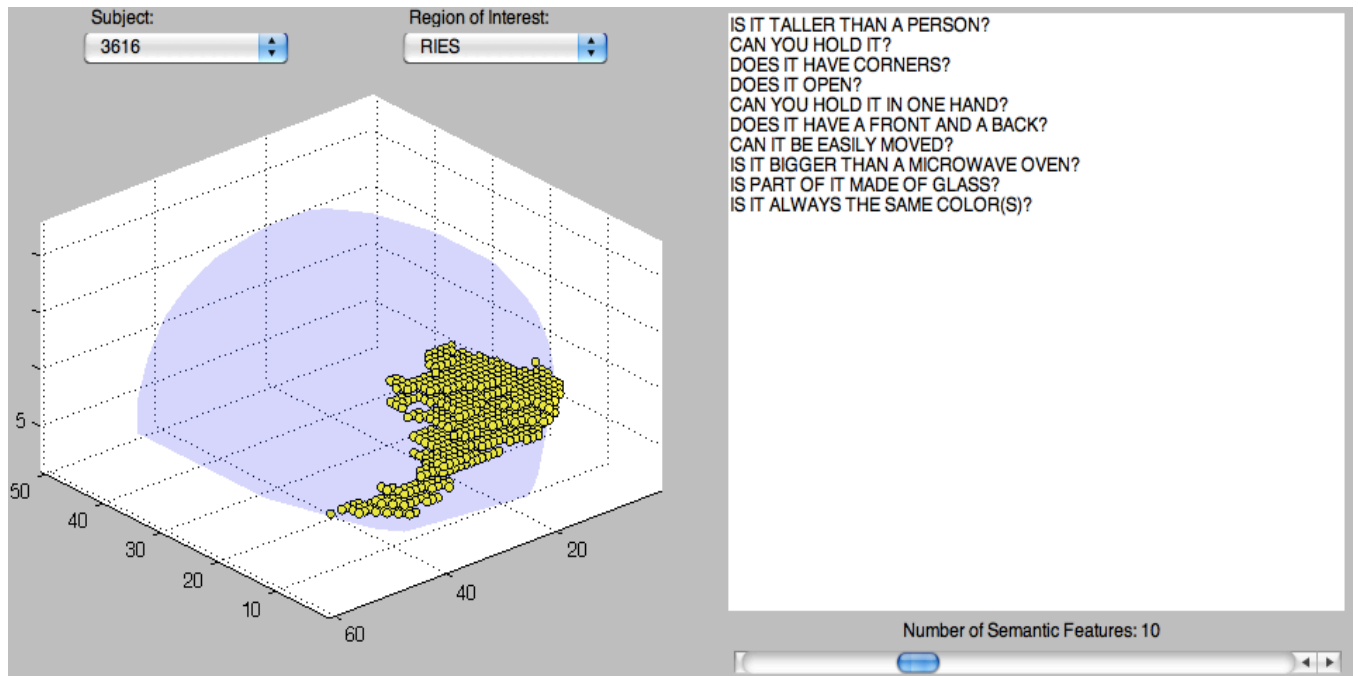 Subject:
3616
Region of Interest:
RIES
5
50
40
30
20
10
60
40
20
IS IT TALLER THAN A PERSON?
CAN YOU HOLD IT?
DOES IT HAVE CORNERS?
DOES IT OPEN?
CAN YOU HOLD IT IN ONE HAND?
DOES IT HAVE A FRONT AND A BACK?
CAN IT BE EASILY MOVED?
IS IT BIGGER THAN A MICROWAVE OVEN?
IS PART OF IT MADE OF GLASS?
IS IT ALWAYS THE SAME COLOR(S)?
Number of Semantic Features: 10